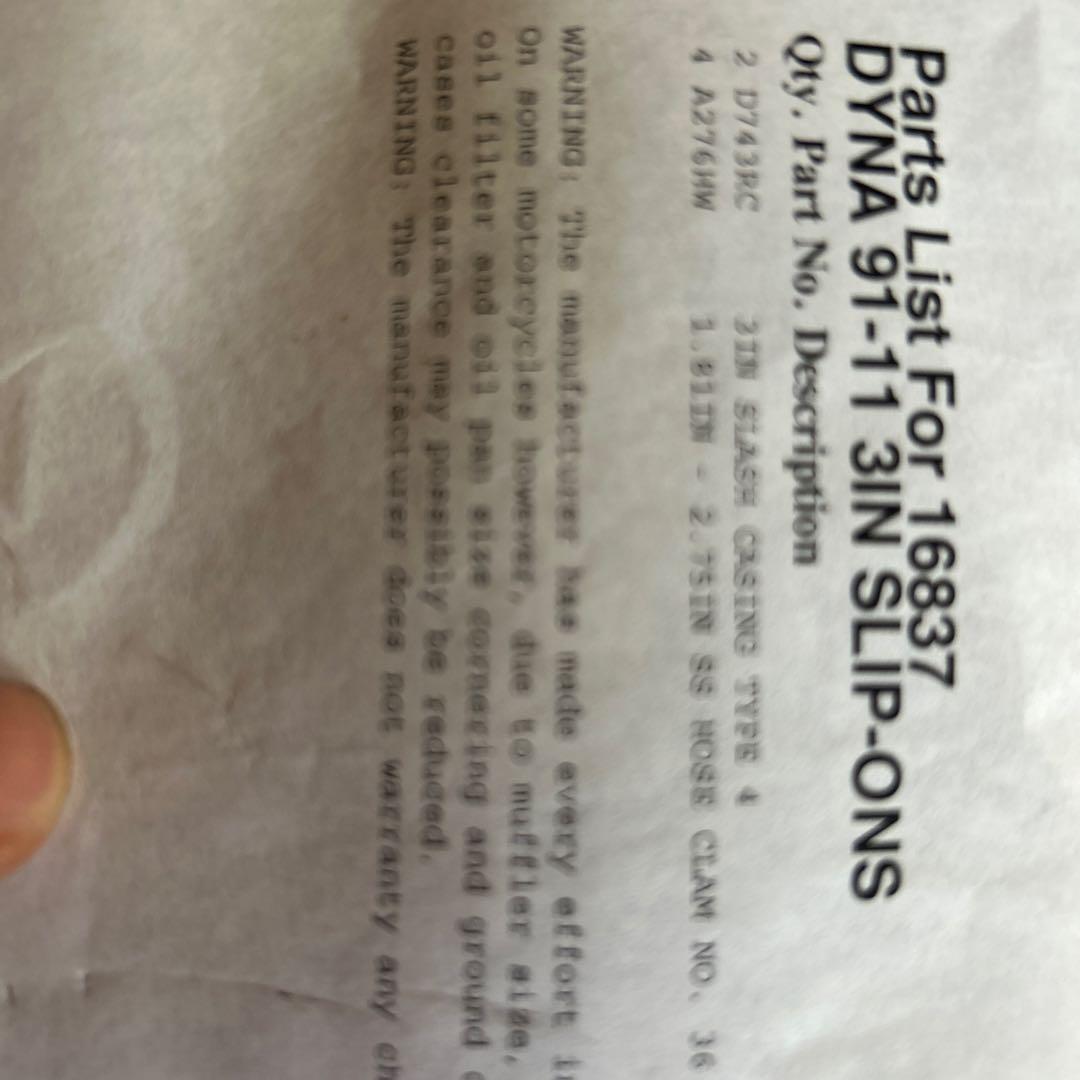 Parts List For 16837
DYNA 91-11 3IN SLIP-ONS
Qty. Part No. Description
2 D743RC 3IN SLASH CASING TYPE 4
4 A276HW 1.81IN - 2.75IN SS HOSE CLAM NO. 36
WARNING: The manufacturer has made every effort
On some motorcycles however, due to muffler size,
oil filter and oil pan size cornering and ground
cases clearance may possibly be reduced.
WARNING: The manufacturer does not warranty any